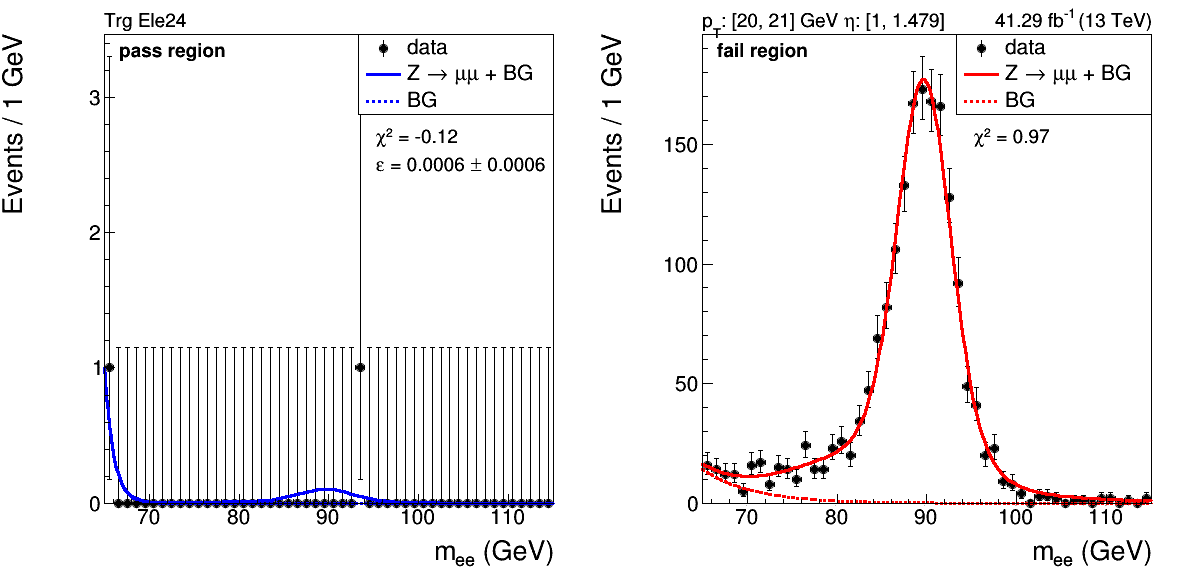 Trg Ele24
pass region
data
Z → μμ + BG
BG
χ² = -0.12
ε = 0.0006 ± 0.0006
Events / 1 GeV
3
2
1
0
70 80 90 100 110
m_ee (GeV)
p_T: [20, 21] GeV η: [1, 1.479] 41.29 fb⁻¹ (13 TeV)
fail region
data
Z → μμ + BG
BG
χ² = 0.97
Events / 1 GeV
150
100
50
0
70 80 90 100 110
m_ee (GeV)